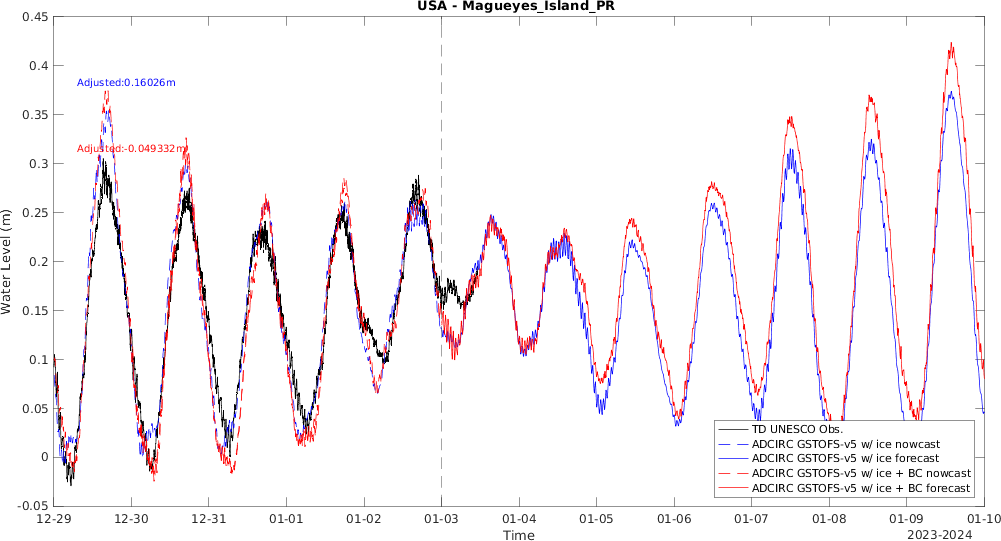 USA - Magueyes_Island_PR
0.45
0.4
0.35
0.3
0.25
0.2
0.15
0.1
0.05
0
-0.05
Water Level (m)
Adjusted:0.16026m
Adjusted:-0.049332m
TD UNESCO Obs.
ADCIRC GSTOFS-v5 w/ ice nowcast
ADCIRC GSTOFS-v5 w/ ice forecast
ADCIRC GSTOFS-v5 w/ ice + BC nowcast
ADCIRC GSTOFS-v5 w/ ice + BC forecast
12-29 12-30 12-31 01-01 01-02 01-03 01-04 01-05 01-06 01-07 01-08 01-09 01-10
Time
2023-2024